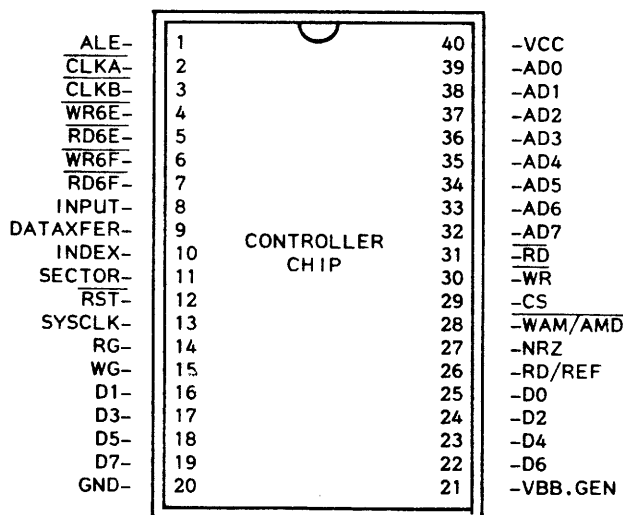 ALE- 1 40 -VCC
CLKA- 2 39 -AD0
CLKB- 3 38 -AD1
WR6E- 4 37 -AD2
RD6E- 5 36 -AD3
WR6F- 6 35 -AD4
RD6F- 7 34 -AD5
INPUT- 8 33 -AD6
DATAXFER- 9 32 -AD7
INDEX- 10 CONTROLLER 31 -RD
SECTOR- 11 CHIP 30 -WR
RST- 12 29 -CS
SYSCLK- 13 28 -WAM/AMD
RG- 14 27 -NRZ
WG- 15 26 -RD/REF
D1- 16 25 -D0
D3- 17 24 -D2
D5- 18 23 -D4
D7- 19 22 -D6
GND- 20 21 -VBB.GEN